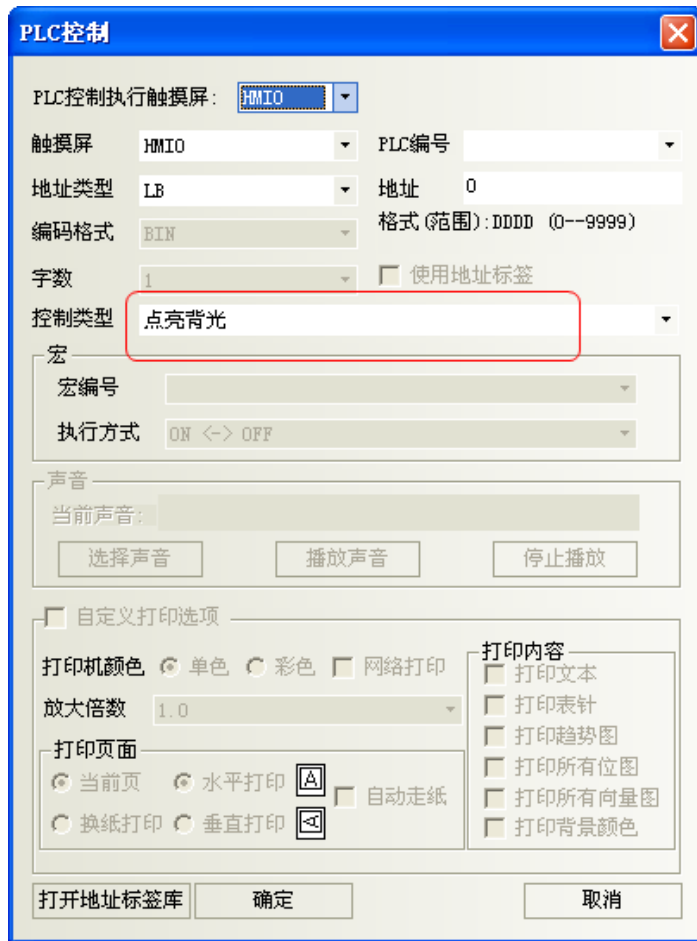 PLC控制
PLC控制执行触摸屏: HMI0
触摸屏 HMI0 PLC编号
地址类型 LB 地址 0
编码格式 BIN 格式(范围):DDDD (0--9999)
字数 1 使用地址标签
控制类型 点亮背光
宏
宏编号
执行方式 ON <-> OFF
声音
当前声音:
选择声音 播放声音 停止播放
自定义打印选项
打印机颜色 单色 彩色 网络打印
放大倍数 1.0
打印页面
当前页 水平打印 A 自动走纸
换纸打印 垂直打印 A
打印内容
打印文本
打印表针
打印趋势图
打印所有位图
打印所有向量图
打印背景颜色
打开地址标签库 确定 取消